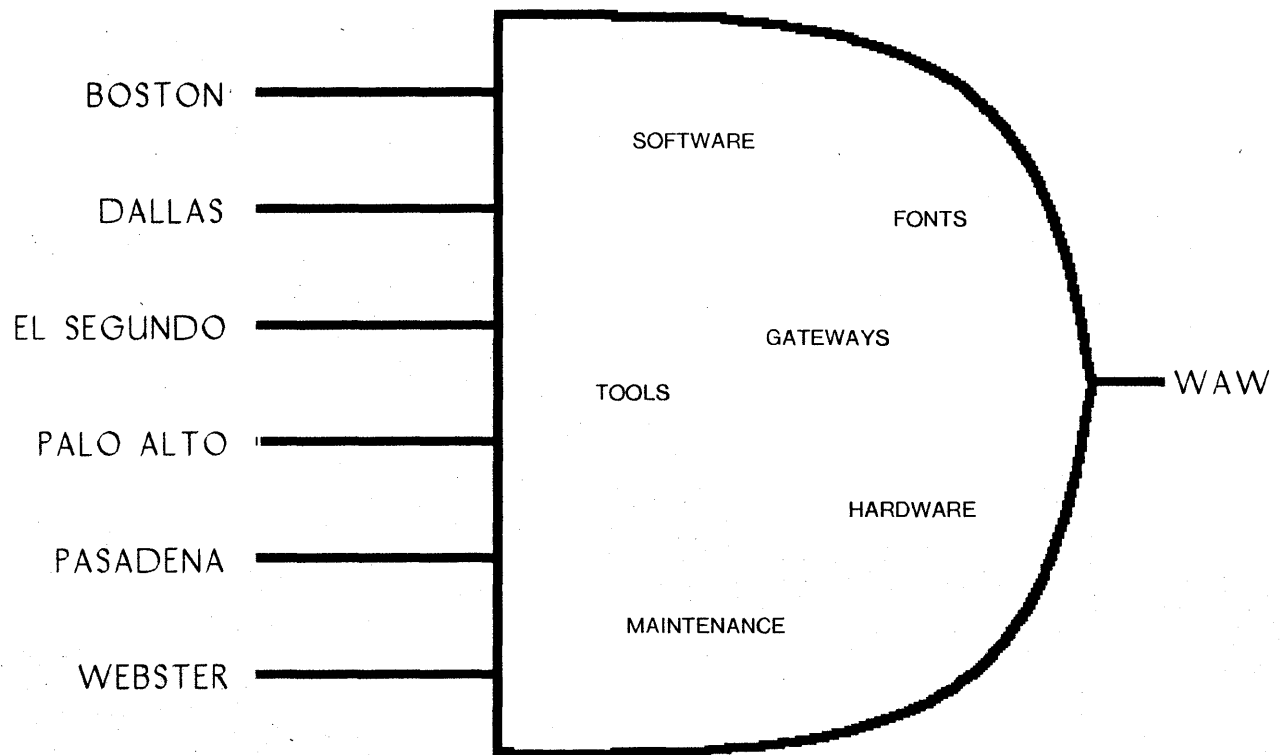 BOSTON
SOFTWARE
DALLAS
FONTS
EL SEGUNDO
GATEWAYS
WAW
TOOLS
PALO ALTO
HARDWARE
PASADENA
MAINTENANCE
WEBSTER